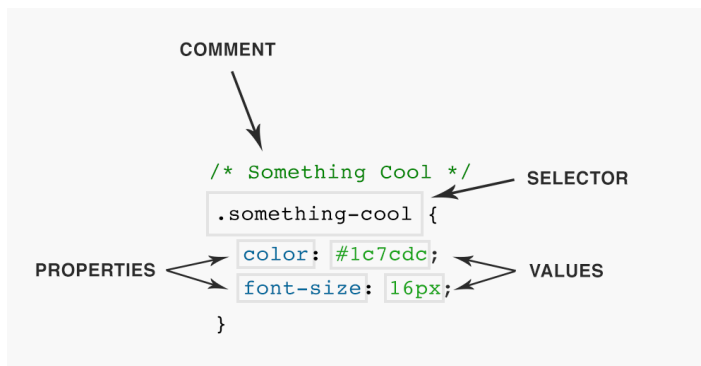 COMMENT
/* Something Cool */
SELECTOR
.something-cool {
color: #1c7cdc;
PROPERTIES
VALUES
font-size: 16px;
}